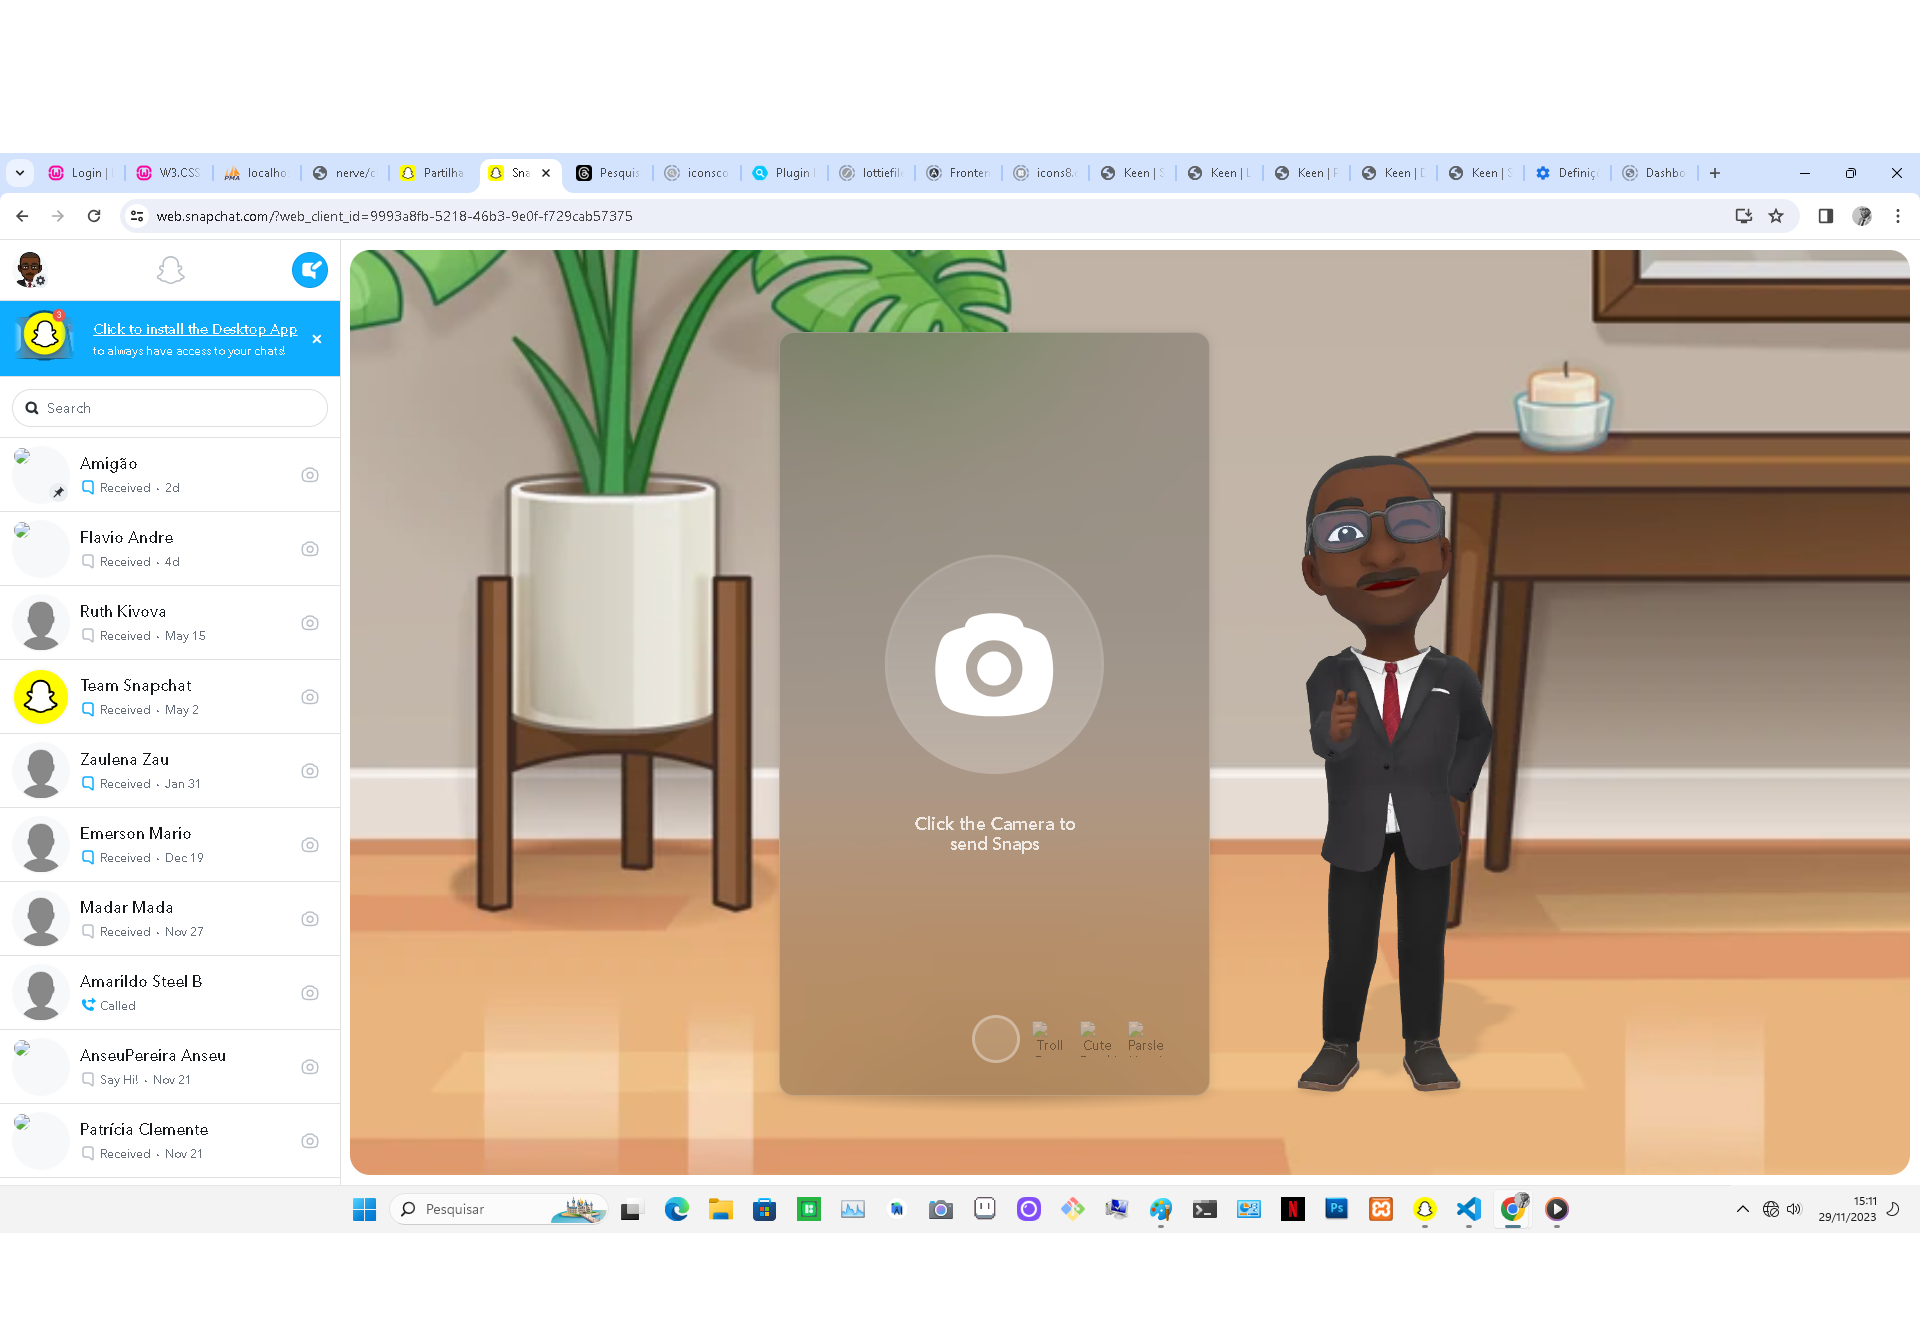 Login |
W3.CSS
localho
nerve/c
Partilha
Sna
Pesquis
iconsco
Plugin
lottiefile
Fronten
icons8.
Keen | S
Keen | L
Keen | P
Keen | D
Keen | S
Definiç
Dashbo
web.snapchat.com/?web_client_id=9993a8fb-5218-46b3-9e0f-f729cab57375
3
Click to install the Desktop App
to always have access to your chats!
Search
Amigão
Received · 2d
Flavio Andre
Received · 4d
Ruth Kivova
Received · May 15
Team Snapchat
Received · May 2
Zaulena Zau
Received · Jan 31
Emerson Mario
Received · Dec 19
Madar Mada
Received · Nov 27
Amarildo Steel B
Called
AnseuPereira Anseu
Say Hi! · Nov 21
Patrícia Clemente
Received · Nov 21
Click the Camera to
send Snaps
Troll
Cute
Parsle
Pesquisar
N
Ps
15:11
29/11/2023